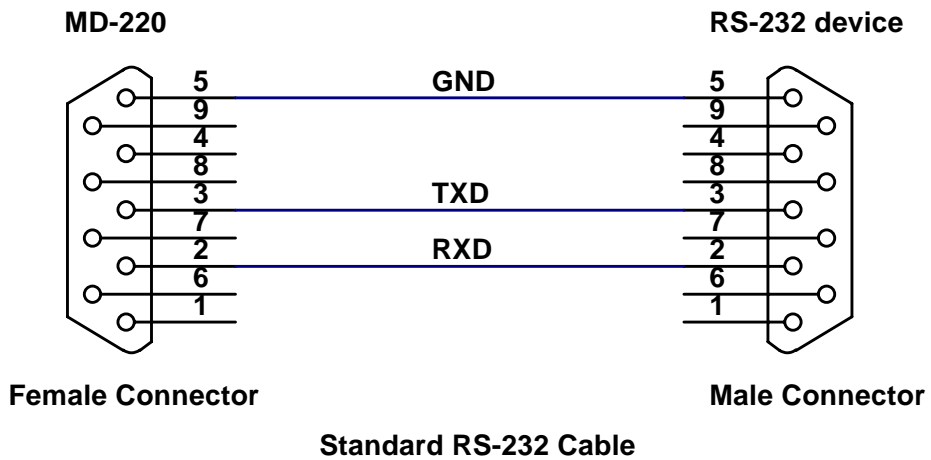 MD-220 RS-232 device
5 GND 5
9 9
4 4
8 8
3 TXD 3
7 7
2 RXD 2
6 6
1 1
Female Connector Male Connector
Standard RS-232 Cable